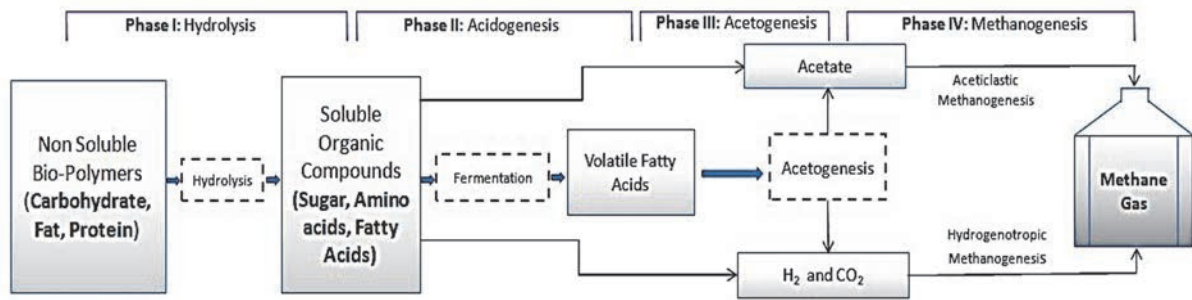 Phase I: Hydrolysis
Phase II: Acidogenesis
Phase III: Acetogenesis
Phase IV: Methanogenesis
Non Soluble
Bio-Polymers
(Carbohydrate,
Fat, Protein)
Hydrolysis
Soluble
Organic
Compounds
(Sugar, Amino
acids, Fatty
Acids)
Fermentation
Volatile Fatty
Acids
Acetogenesis
Acetate
H₂ and CO₂
Aceticlastic
Methanogenesis
Hydrogenotropic
Methanogenesis
Methane
Gas